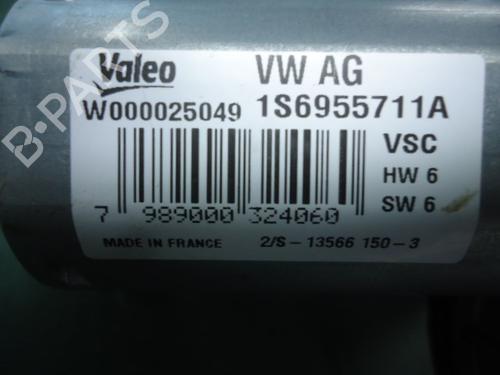 Valeo VW AG
W000025049 1S6955711A
VSC
HW 6
SW 6
7 989000 324060
MADE IN FRANCE 2/S - 13566 150-3
B-PARTS